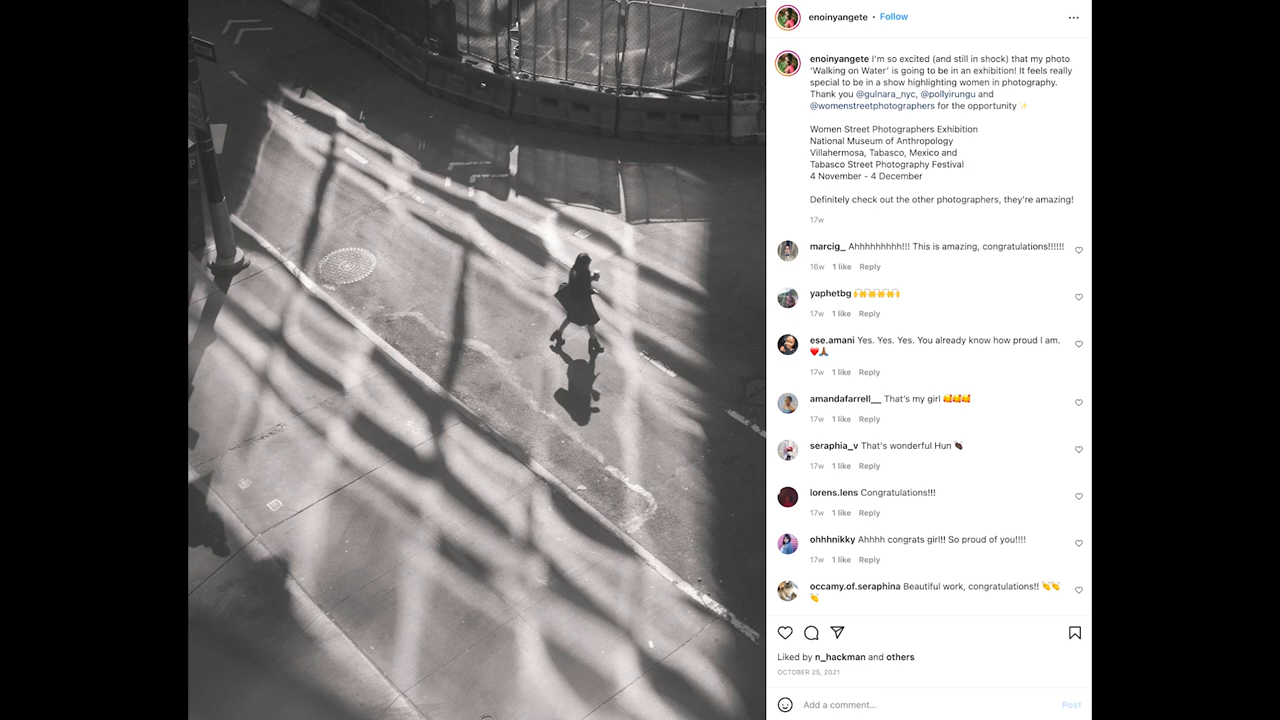 enoinyangete • Follow
enoinyangete I'm so excited (and still in shock) that my photo
'Walking on Water' is going to be in an exhibition! It feels really
special to be in a show highlighting women in photography.
Thank you @gulnara_nyc, @pollyirungu and
@womenstreetphotographers for the opportunity ✨
Women Street Photographers Exhibition
National Museum of Anthropology
Villahermosa, Tabasco, Mexico and
Tabasco Street Photography Festival
4 November - 4 December
Definitely check out the other photographers, they're amazing!
17w
marcig_ Ahhhhhhhhh!!! This is amazing, congratulations!!!!!!
16w 1 like Reply
yaphetbg 🙌🙌🙌🙌🙌
17w 1 like Reply
ese.amani Yes. Yes. Yes. You already know how proud I am.
❤️🙏🏾
17w 1 like Reply
amandafarrell__ That's my girl 🥰🥰🥰
17w 1 like Reply
seraphia_v That's wonderful Hun
17w 1 like Reply
lorens.lens Congratulations!!!
17w 1 like Reply
ohhhnikky Ahhhh congrats girl!! So proud of you!!!!
17w 1 like Reply
occamy.of.seraphina Beautiful work, congratulations!! 👏👏
👏
Liked by n_hackman and others
OCTOBER 25, 2021
Add a comment... Post